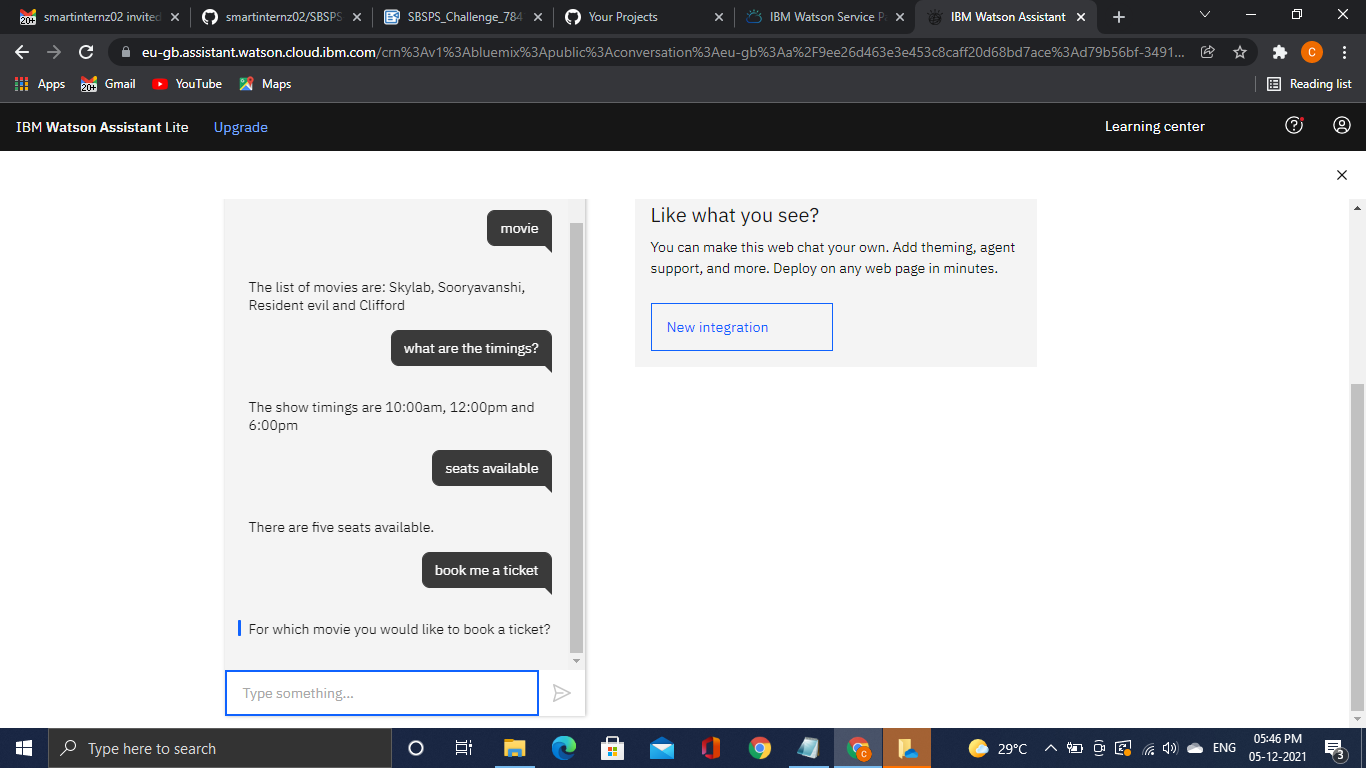 smartinternz02 invited
smartinternz02/SBSPS
SBSPS_Challenge_784
Your Projects
IBM Watson Service P
IBM Watson Assistant
eu-gb.assistant.watson.cloud.ibm.com/crn%3Av1%3Abluemix%3Apublic%3Aconversation%3Aeu-gb%3Aa%2F9ee26d463e3e453c8caff20d68bd7ace%3Ad79b56bf-3491...
C
Apps
20+
Gmail
YouTube
Maps
Reading list
IBM Watson Assistant Lite
Upgrade
Learning center
movie
The list of movies are: Skylab, Sooryavanshi,
Resident evil and Clifford
what are the timings?
The show timings are 10:00am, 12:00pm and
6:00pm
seats available
There are five seats available.
book me a ticket
For which movie you would like to book a ticket?
Type something...
Like what you see?
You can make this web chat your own. Add theming, agent
support, and more. Deploy on any web page in minutes.
New integration
Type here to search
29°C
ENG
05:46 PM
05-12-2021
3